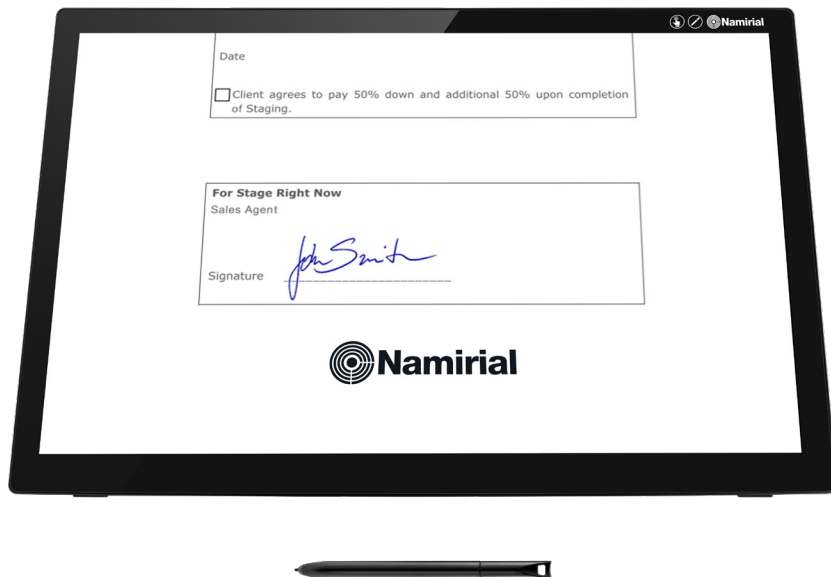 Namirial
Date
Client agrees to pay 50% down and additional 50% upon completion
of Staging.
For Stage Right Now
Sales Agent
John Smith
Signature
Namirial